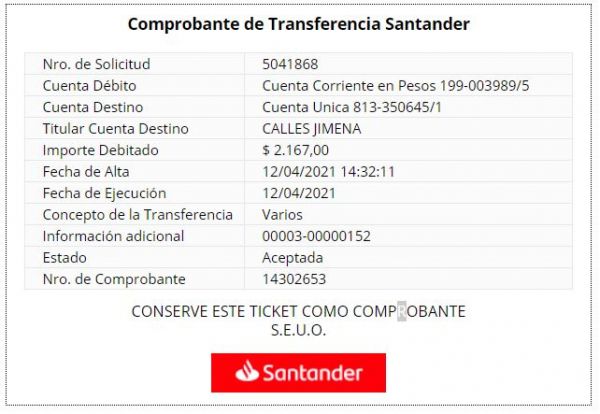 Comprobante de Transferencia Santander
Nro. de Solicitud 5041868
Cuenta Débito Cuenta Corriente en Pesos 199-003989/5
Cuenta Destino Cuenta Unica 813-350645/1
Titular Cuenta Destino CALLES JIMENA
Importe Debitado $ 2.167,00
Fecha de Alta 12/04/2021 14:32:11
Fecha de Ejecución 12/04/2021
Concepto de la Transferencia Varios
Información adicional 00003-00000152
Estado Aceptada
Nro. de Comprobante 14302653
CONSERVE ESTE TICKET COMO COMPROBANTE
S.E.U.O.
Santander